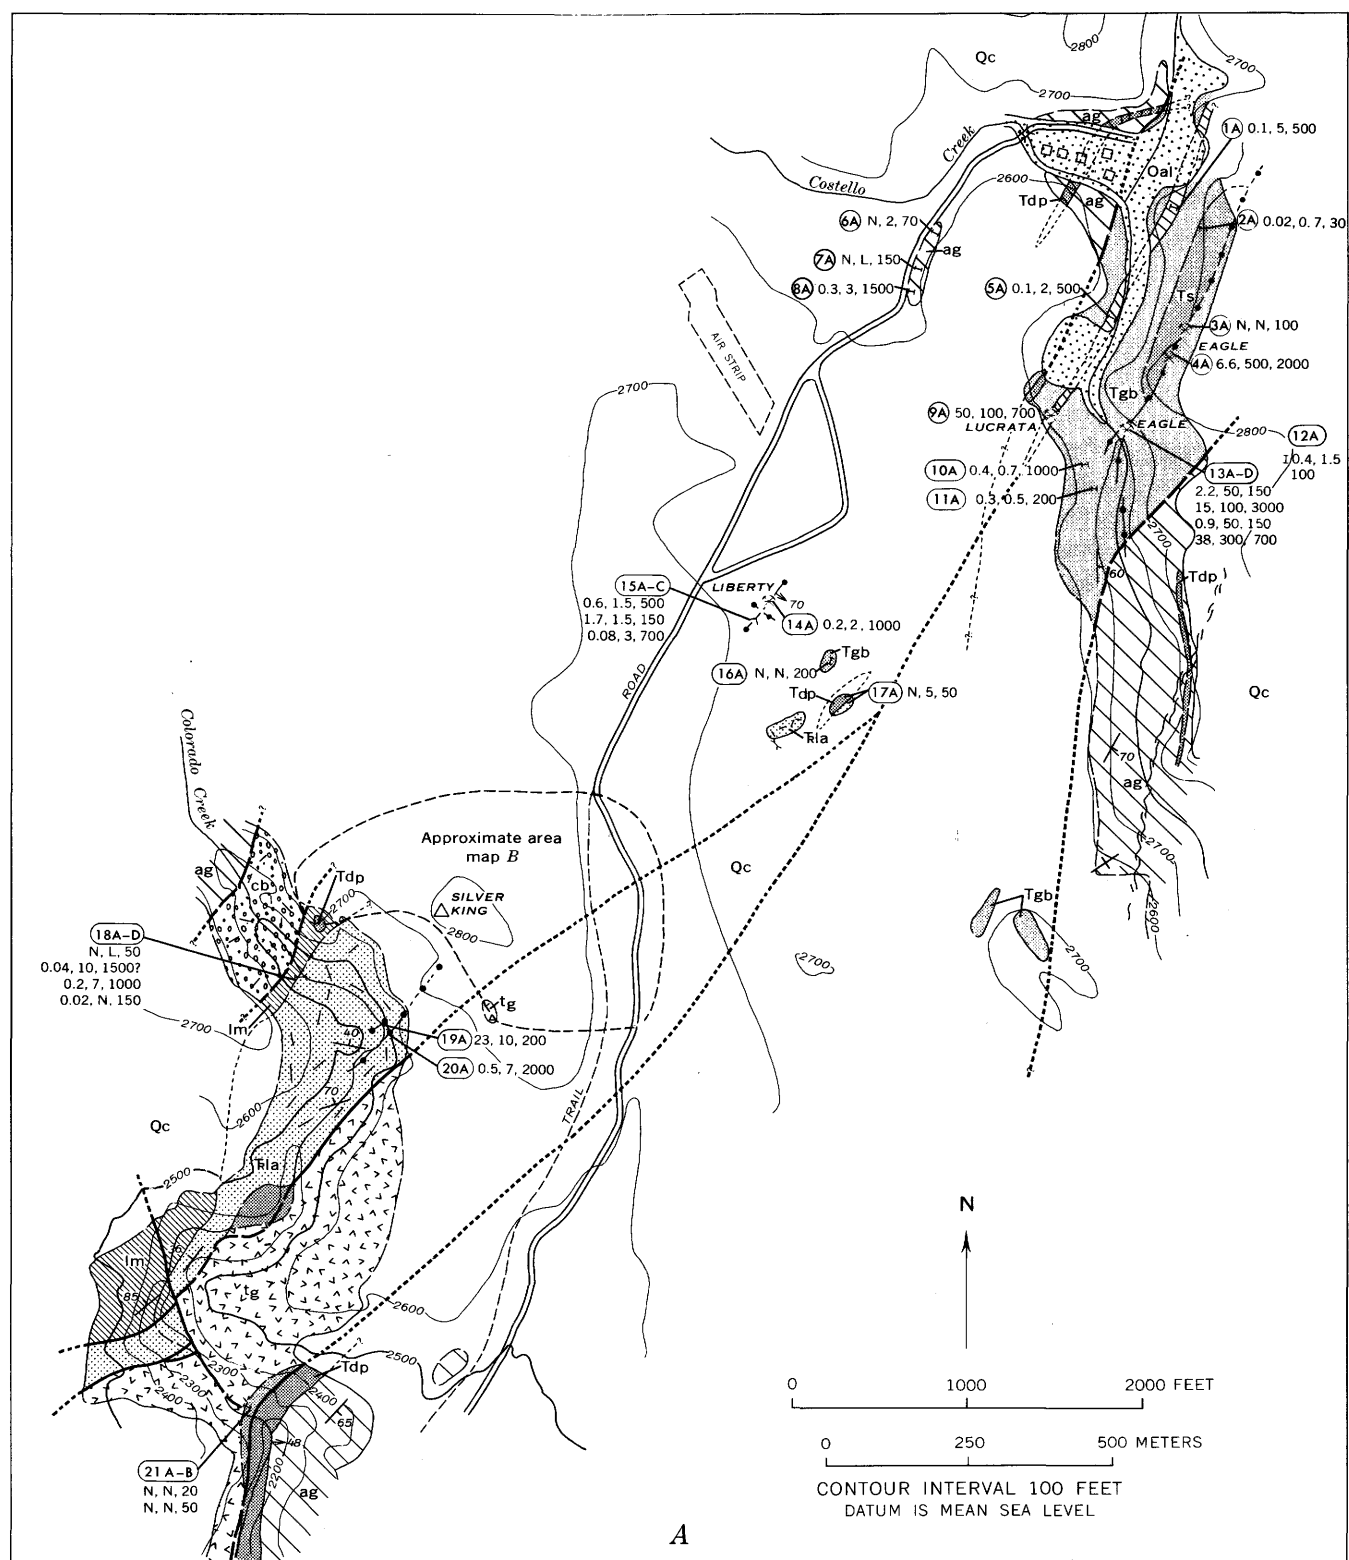 2800
Qc
2700
2700
ag
1A 0.1, 5, 500
Creek
Costello
2600
Qal
Tdp
ag
6A N, 2, 70
ag
2A 0.02, 0.7, 30
7A N, L, 150
8A 0.3, 3, 1500
5A 0.1, 2, 500
Ts
3A N, N, 100
EAGLE
4A 6.6, 500, 2000
AIR STRIP
2700
Tgb
9A 50, 100, 700
LUCRATA
EAGLE
2800
12A
0.4, 1.5
100
10A 0.4, 0.7, 1000
11A 0.3, 0.5, 200
13A-D
2.2, 50, 150
15, 100, 3000
0.9, 50, 150
38, 300, 700
2700
60
Tdp
15A-C
0.6, 1.5, 500
1.7, 1.5, 150
0.08, 3, 700
LIBERTY
70
14A 0.2, 2, 1000
Tgb
16A N, N, 200
Tdp
17A N, 5, 50
Qc
ROAD
T̵la
Colorado Creek
70
ag
Approximate area
map B
2700
ag
cb
Tdp
2700
SILVER
KING
2800
Qc
Tgb
2600
18A-D
N, L, 50
0.04, 10, 1500?
0.2, 7, 1000
0.02, N, 150
2700
2700
tg
lm
2700
40
19A 23, 10, 200
20A 0.5, 7, 2000
70
TRAIL
2600
Qc
T̵la
2500
N
lm
36
85
tg
2600
2500
2300
2300
2400
Tdp
2400
65
48
2200
ag
0 1000 2000 FEET
0 250 500 METERS
21A-B
N, N, 20
N, N, 50
CONTOUR INTERVAL 100 FEET
DATUM IS MEAN SEA LEVEL
A